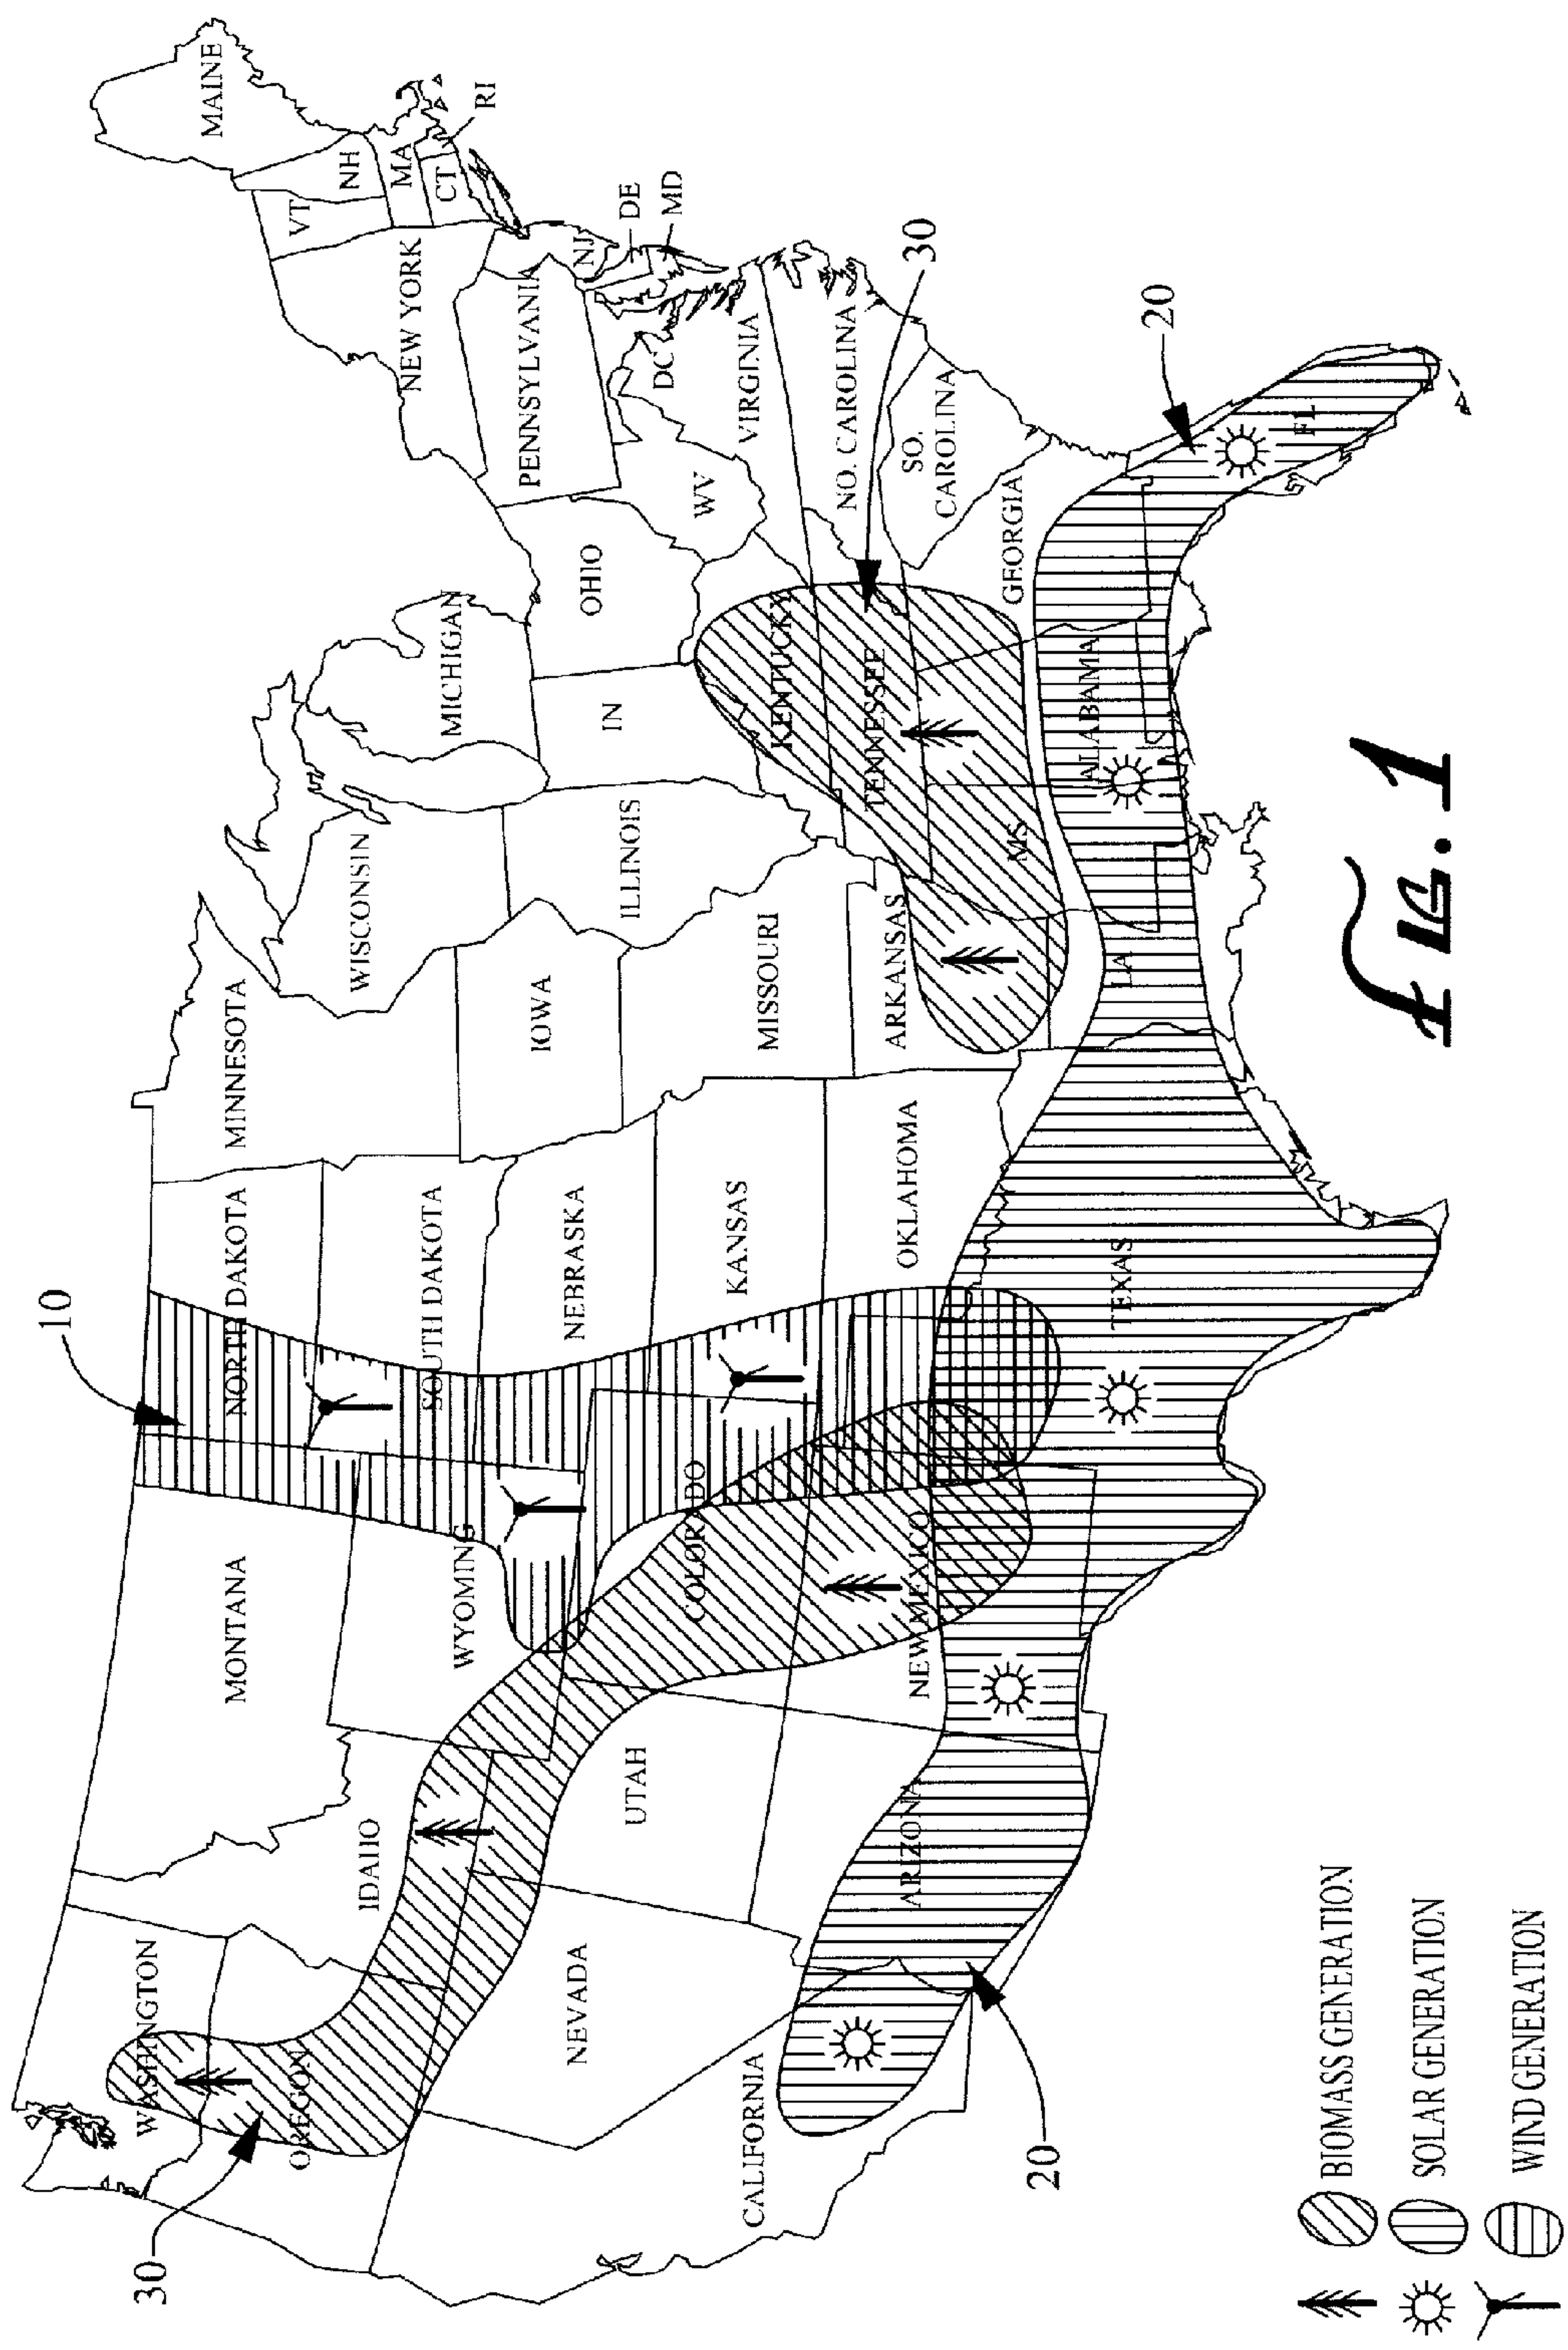 10
30
30
20
20
WASHINGTON
OREGON
CALIFORNIA
NEVADA
IDAIIO
MONTANA
WYOMING
UTAH
COLORADO
ARIZONA
NEW MEXICO
NORTH DAKOTA
SOUTH DAKOTA
NEBRASKA
KANSAS
OKLAHOMA
TEXAS
MINNESOTA
IOWA
MISSOURI
ARKANSAS
LA
WISCONSIN
ILLINOIS
MICHIGAN
IN
OHIO
KENTUCKY
TENNESSEE
MS
ALABAMA
GEORGIA
FL
SO.
CAROLINA
NO. CAROLINA
VIRGINIA
WV
DC
MD
DE
NJ
PENNSYLVANIA
NEW YORK
VT
NH
MA
CT
RI
MAINE
BIOMASS GENERATION
SOLAR GENERATION
WIND GENERATION
FIG. 1